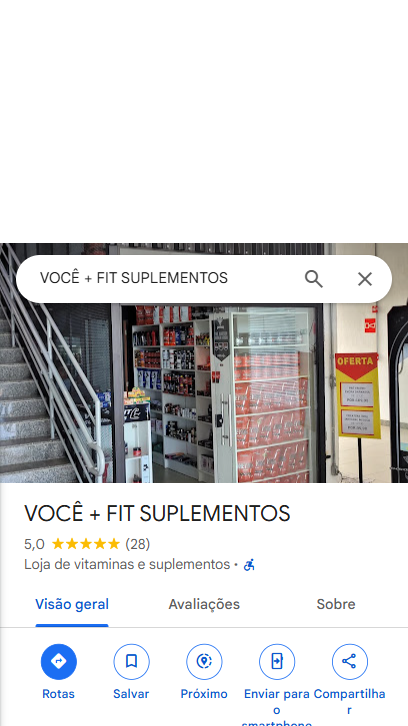 VOCÊ + FIT SUPLEMENTOS
OFERTA
VOCÊ + FIT SUPLEMENTOS
5,0 (28)
Loja de vitaminas e suplementos ·
Visão geral Avaliações Sobre
Rotas Salvar Próximo Enviar para o smartphone Compartilhar